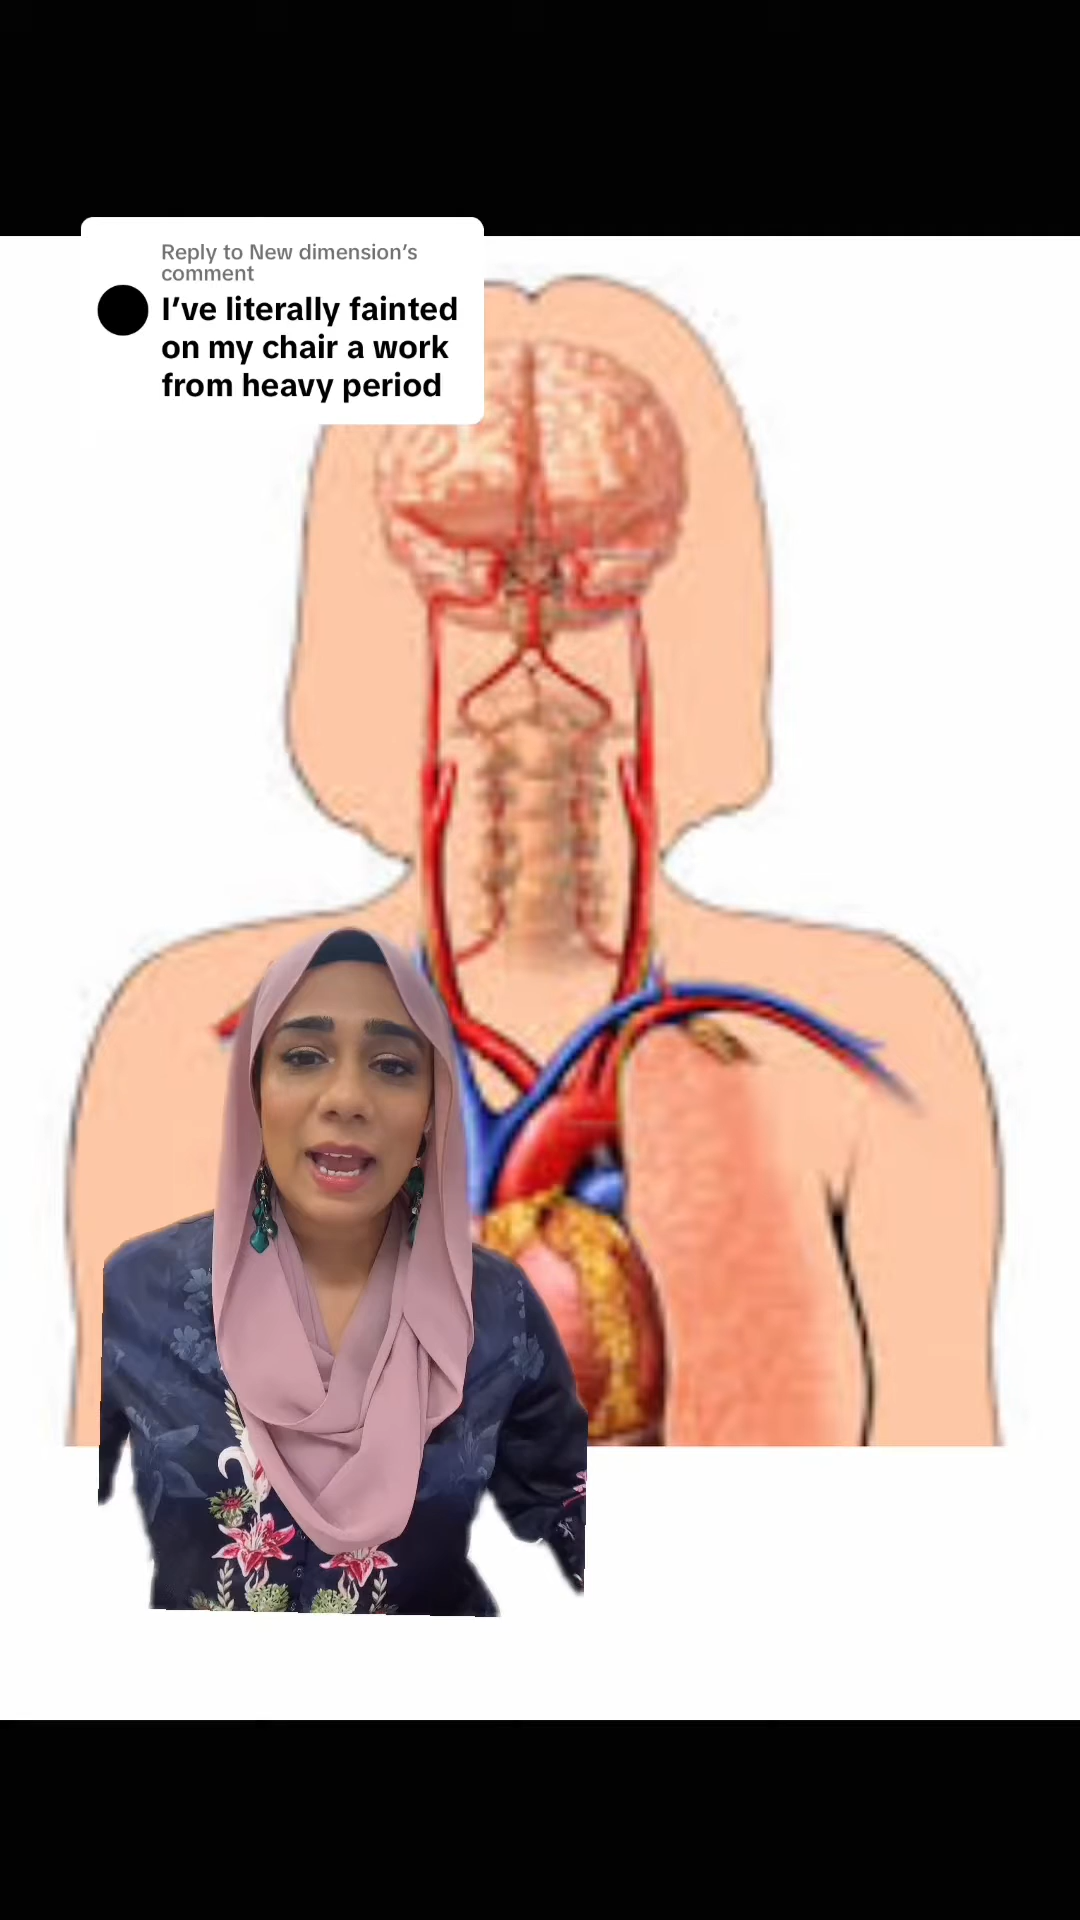 Reply to New dimension’s
comment
I’ve literally fainted
on my chair a work
from heavy period